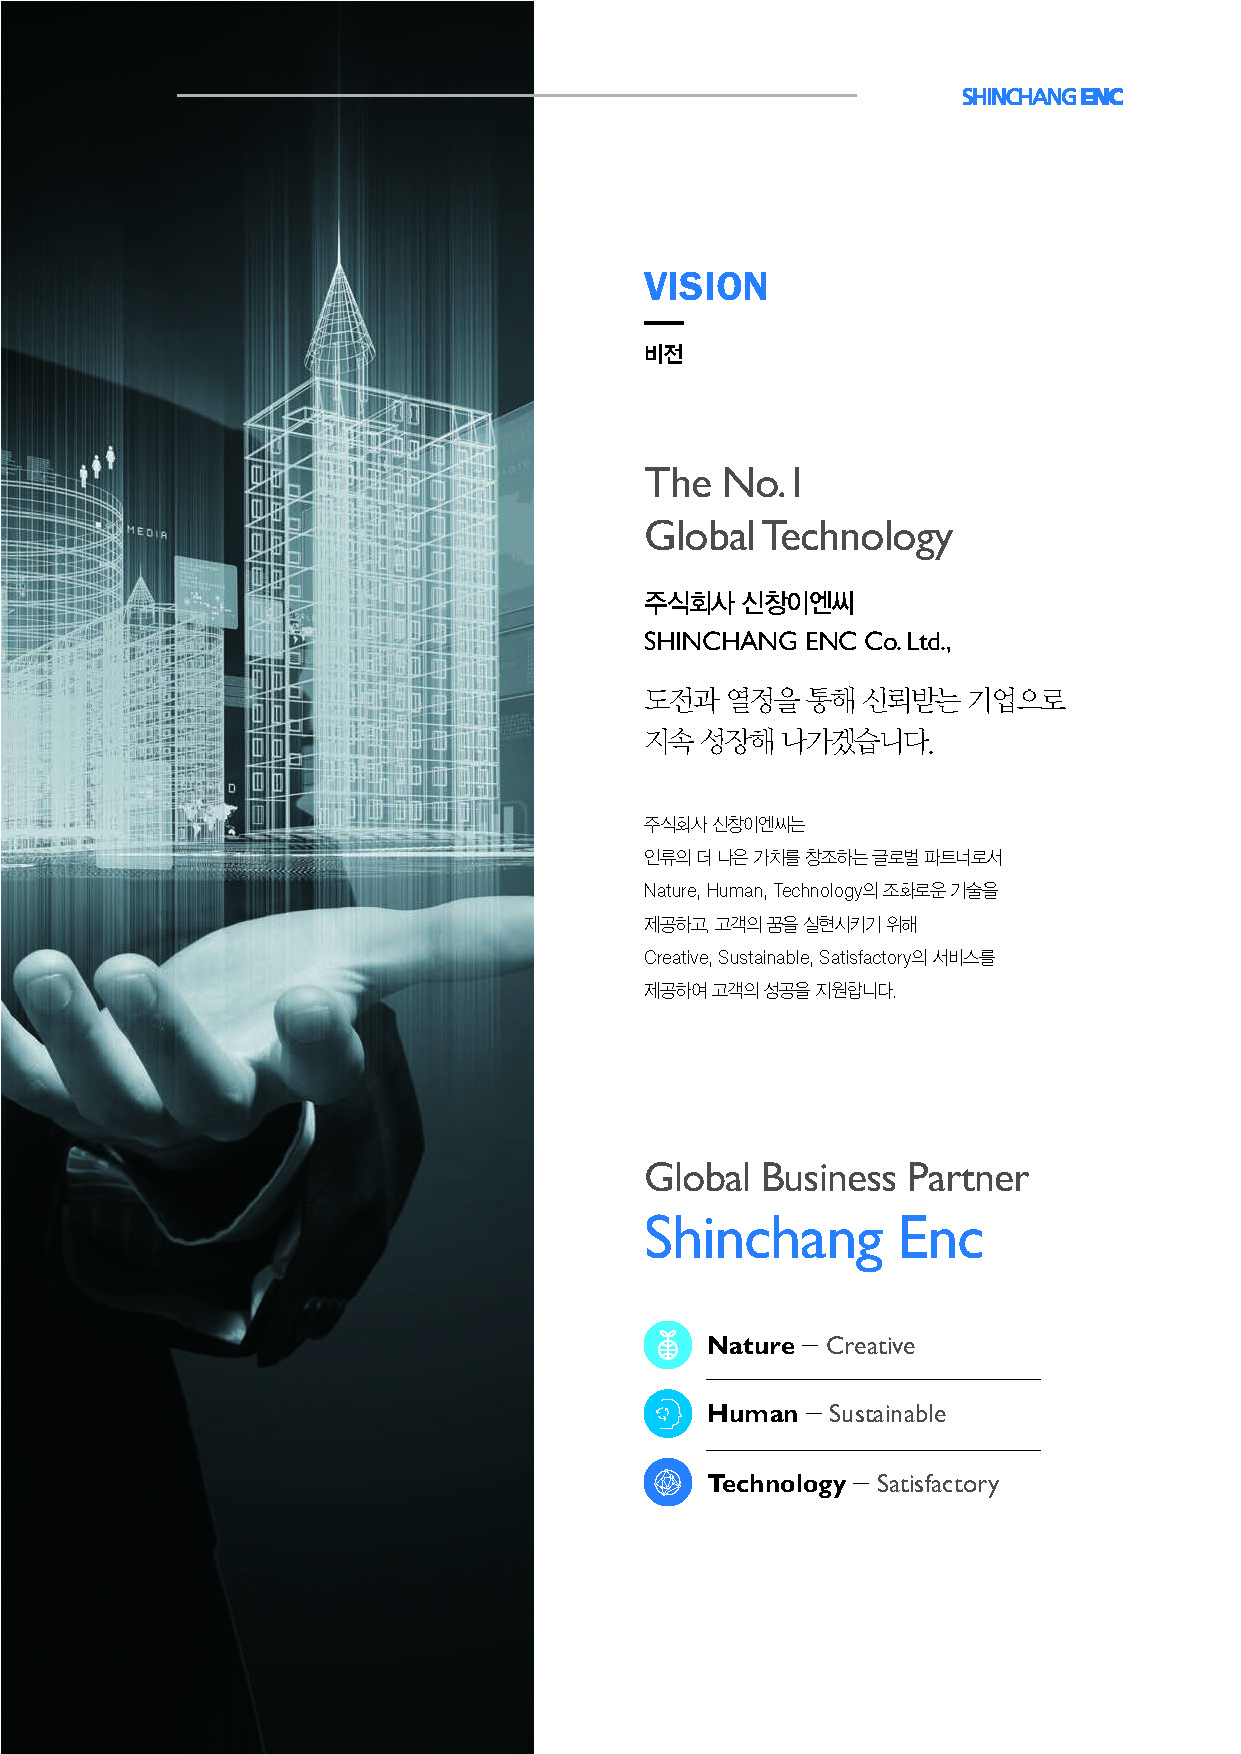 SHINCHANG ENC
VISION
비전
The No.1
Global Technology
주식회사 신창이엔씨
SHINCHANG ENC Co. Ltd.,
도전과 열정을 통해 신뢰받는 기업으로
지속 성장해 나가겠습니다.
주식회사 신창이엔씨는
인류의 더 나은 가치를 창조하는 글로벌 파트너로서
Nature, Human, Technology의 조화로운 기술을
제공하고, 고객의 꿈을 실현시키기 위해
Creative, Sustainable, Satisfactory의 서비스를
제공하여 고객의 성공을 지원합니다.
Global Business Partner
Shinchang Enc
Nature – Creative
Human – Sustainable
Technology – Satisfactory
MEDIA